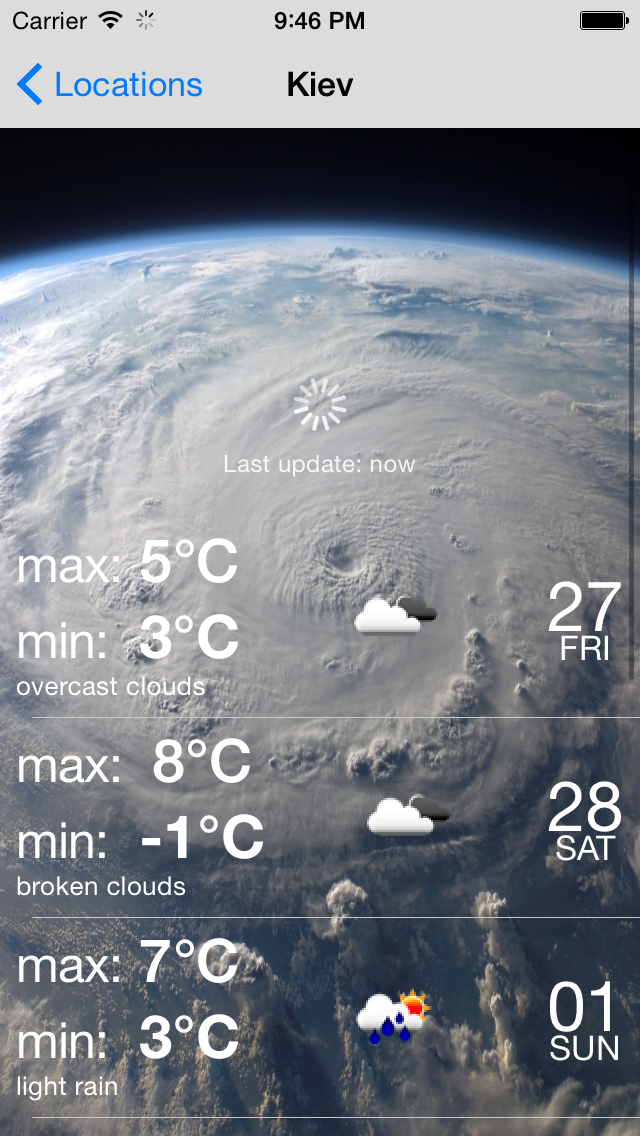 Carrier 9:46 PM
Locations Kiev
Last update: now
max: 5°C
min: 3°C
overcast clouds
27
FRI
max: 8°C
min: -1°C
broken clouds
28
SAT
max: 7°C
min: 3°C
light rain
01
SUN